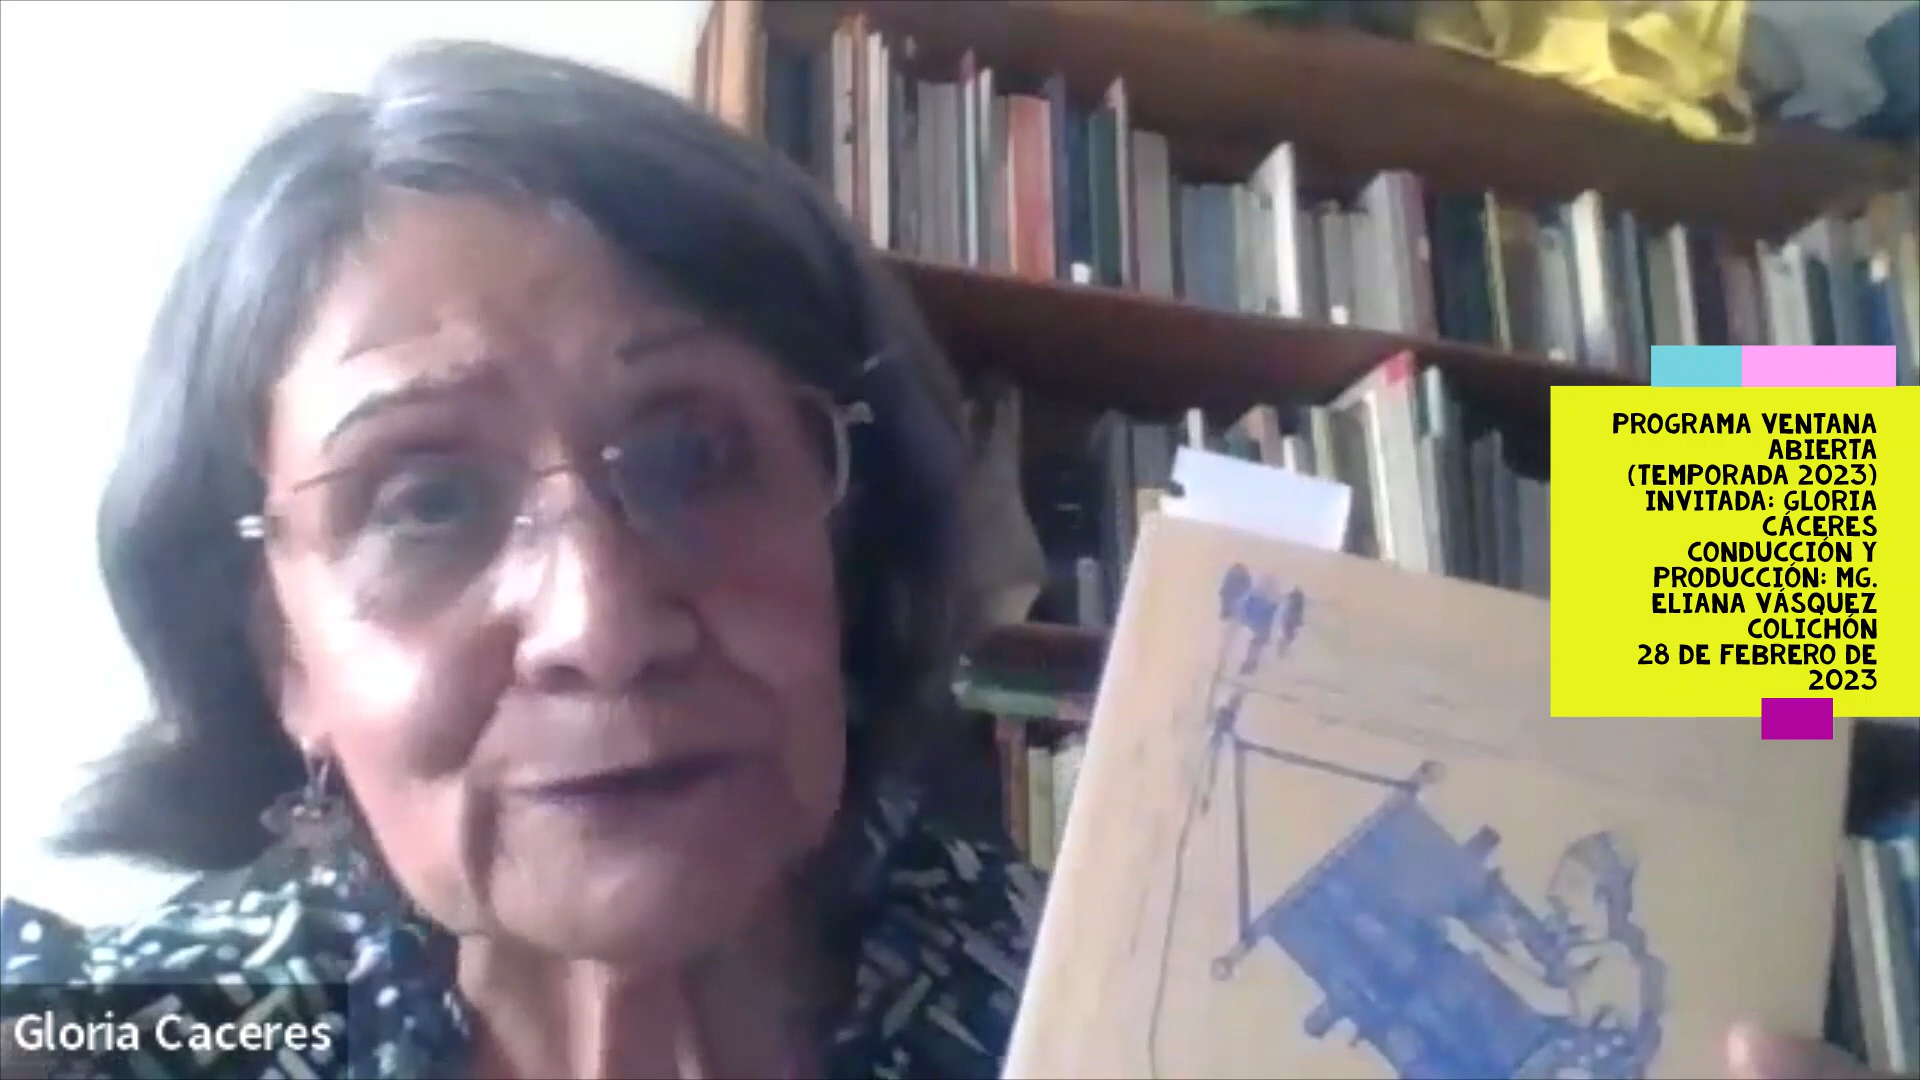 PROGRAMA VENTANA
ABIERTA
(TEMPORADA 2023)
INVITADA: GLORIA
CÁCERES
CONDUCCIÓN Y
PRODUCCIÓN: MG.
ELIANA VÁSQUEZ
COLICHÓN
28 DE FEBRERO DE
2023
Gloria Caceres